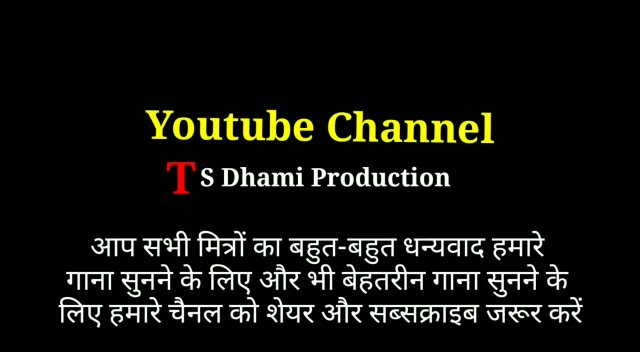 Youtube Channel
T S Dhami Production
आप सभी मित्रों का बहुत-बहुत धन्यवाद हमारे
गाना सुनने के लिए और भी बेहतरीन गाना सुनने के
लिए हमारे चैनल को शेयर और सब्सक्राइब जरूर करें